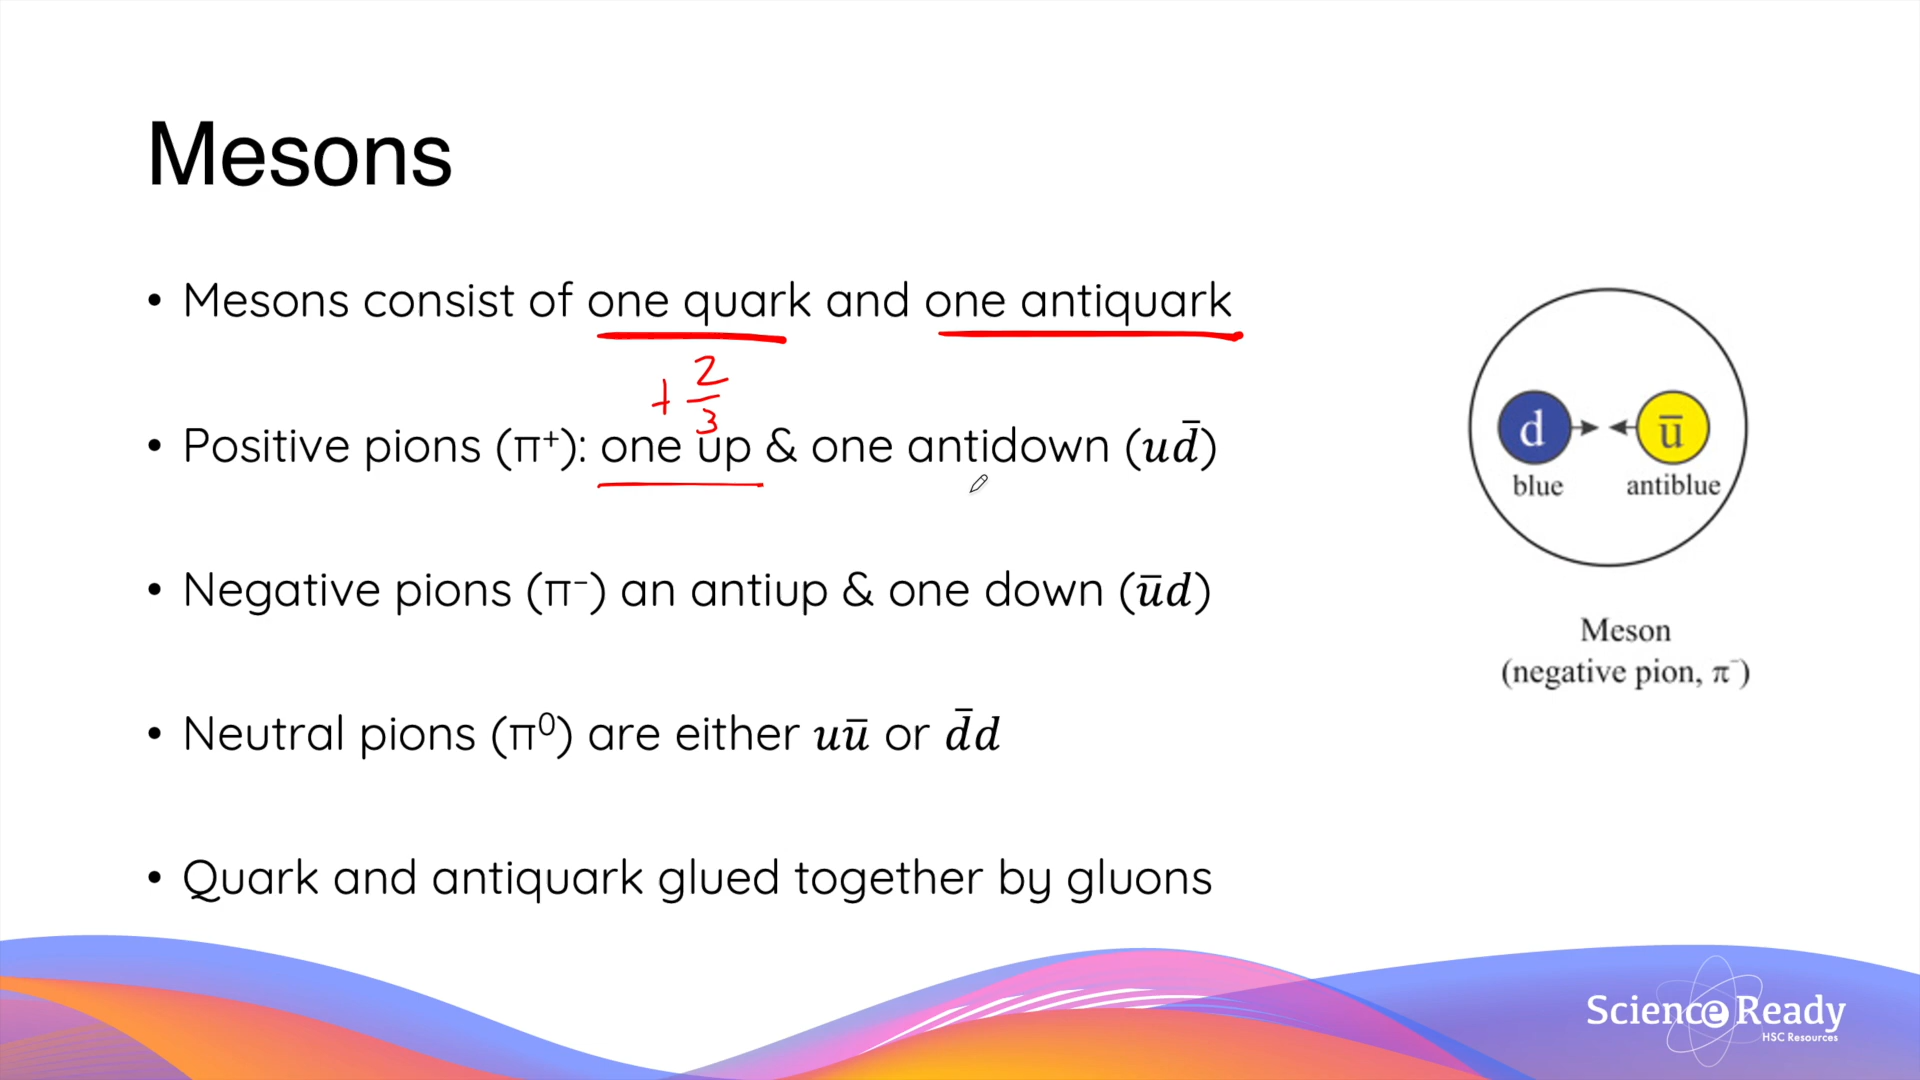 Mesons
• Mesons consist of one quark and one antiquark
+ 2/3
• Positive pions (π⁺): one up & one antidown (ud̄)
• Negative pions (π⁻) an antiup & one down (ūd)
• Neutral pions (π⁰) are either uū or d̄d
• Quark and antiquark glued together by gluons
d ū
blue antiblue
Meson
(negative pion, π⁻)
Science Ready
HSC Resources